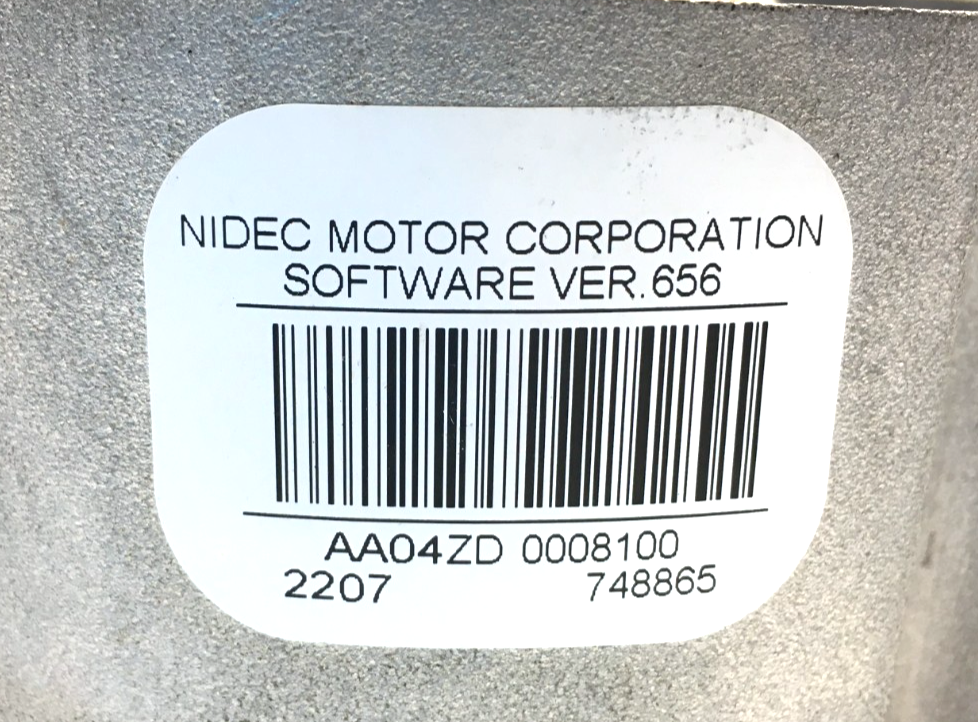 NIDEC MOTOR CORPORATION
SOFTWARE VER.656
AA04ZD 0008100
2207 748865